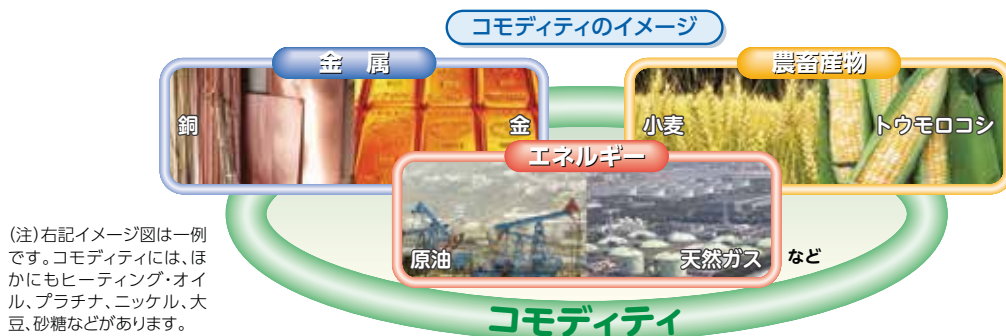 コモディティのイメージ
金 属
農畜産物
銅
金
小麦
トウモロコシ
エネルギー
原油
天然ガス
など
コモディティ
(注)右記イメージ図は一例
です。コモディティには、ほ
かにもヒーティング・オイ
ル、プラチナ、ニッケル、大
豆、砂糖などがあります。